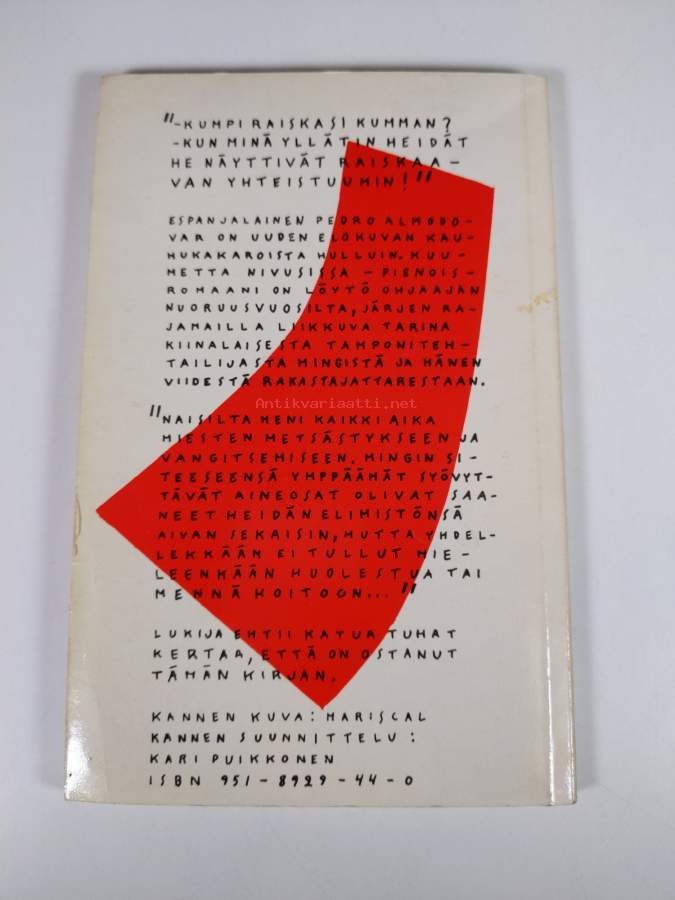 "-KUMPI RAISKASI KUMMAN?
-KUN MINÄ YLLÄTIN HEIDÄT
HE NÄYTTIVÄT RAISKAA-
VAN YHTEISTUUMIN!"
ESPANJALAINEN PEDRO ALMODO-
VAR ON UUDEN ELOKUVAN KAU-
HUKAKAROISTA HULLUIN. KUU-
METTA NIVUSISSA - PIENOIS-
ROMAANI ON LÖYTÖ OHJAAJAN
NUORUUSVUOSILTA, JÄRJEN RA-
JAMAILLA LIIKKUVA TARINA
KIINALAISESTA TAMPONITEH-
TAILIJASTA MINGISTÄ JA HÄNEN
VIIDESTÄ RAKASTAJATTARESTAAN.
Antikvariaatti.net
"NAISILTA MENI KAIKKI AIKA
MIESTEN METSÄSTYKSEEN JA
VANGITSEMISEEN. MINGIN SI-
TEESEENSÄ YMPPÄÄMÄT SYÖVYT-
TÄVÄT AINEOSAT OLIVAT SAA-
NEET HEIDÄN ELIMISTÖNSÄ
AIVAN SEKAISIN, MUTTA YHDEL-
LEKKÄÄN EI TULLUT MIE-
LEENKÄÄN HUOLESTUA TAI
MENNÄ HOITOON..."
LUKIJA EHTII KATUA TUHAT
KERTAA, ETTÄ ON OSTANUT
TÄMÄN KIRJAN.
KANNEN KUVA: MARISCAL
KANNEN SUUNNITTELU:
KARI PUIKKONEN
ISBN 951-8929-44-0